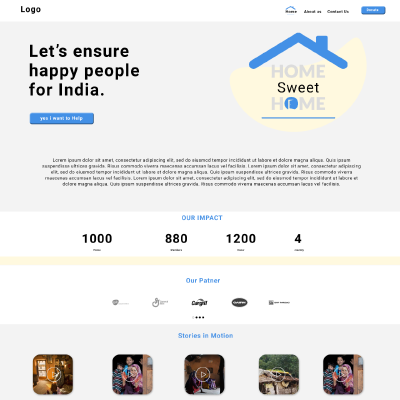 Logo
Home About us Contact Us Donate
Let's ensure
happy people
for India.
HOME
Sweet
HOME
yes I want to Help
Lorem ipsum dolor sit amet, consectetur adipiscing elit, sed do eiusmod tempor incididunt ut labore et dolore magna aliqua. Quis ipsum
suspendisse ultrices gravida. Risus commodo viverra maecenas accumsan lacus vel facilisis. Lorem ipsum dolor sit amet, consectetur
adipiscing elit, sed do eiusmod tempor incididunt ut labore et dolore magna aliqua. Quis ipsum suspendisse ultrices gravida. Risus commodo viverra
maecenas accumsan lacus vel facilisis. Lorem ipsum dolor sit amet, consectetur adipiscing elit, sed do eiusmod tempor incididunt ut labore et dolore
magna aliqua. Quis ipsum suspendisse ultrices gravida. Risus commodo viverra maecenas accumsan lacus vel facilisis.
OUR IMPACT
1000 880 1200 4
Our Patner
Cargill
Stories in Motion